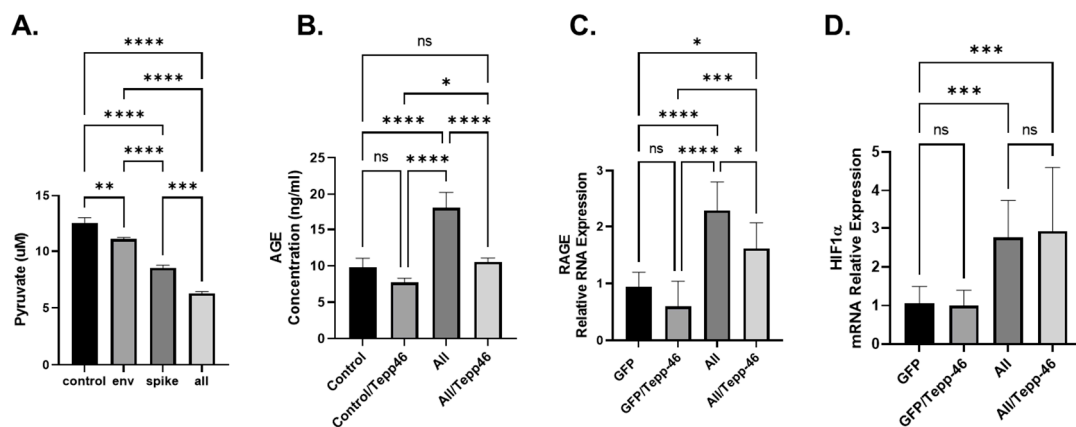 A.
****
****
****
****
**
***
Pyruvate (uM)
15
10
5
0
control
env
spike
all
B.
ns
*
****
****
ns
****
AGE
Concentration (ng/ml)
25
20
15
10
5
0
Control
Control/Tepp46
All
All/Tepp46
C.
*
***
****
ns
****
*
RAGE
Relative RNA Expression
3
2
1
0
GFP
GFP/Tepp-46
All
All/Tepp-46
D.
***
***
ns
ns
HIF1α
mRNA Relative Expression
5
4
3
2
1
0
GFP
GFP/Tepp-46
All
All/Tepp-46